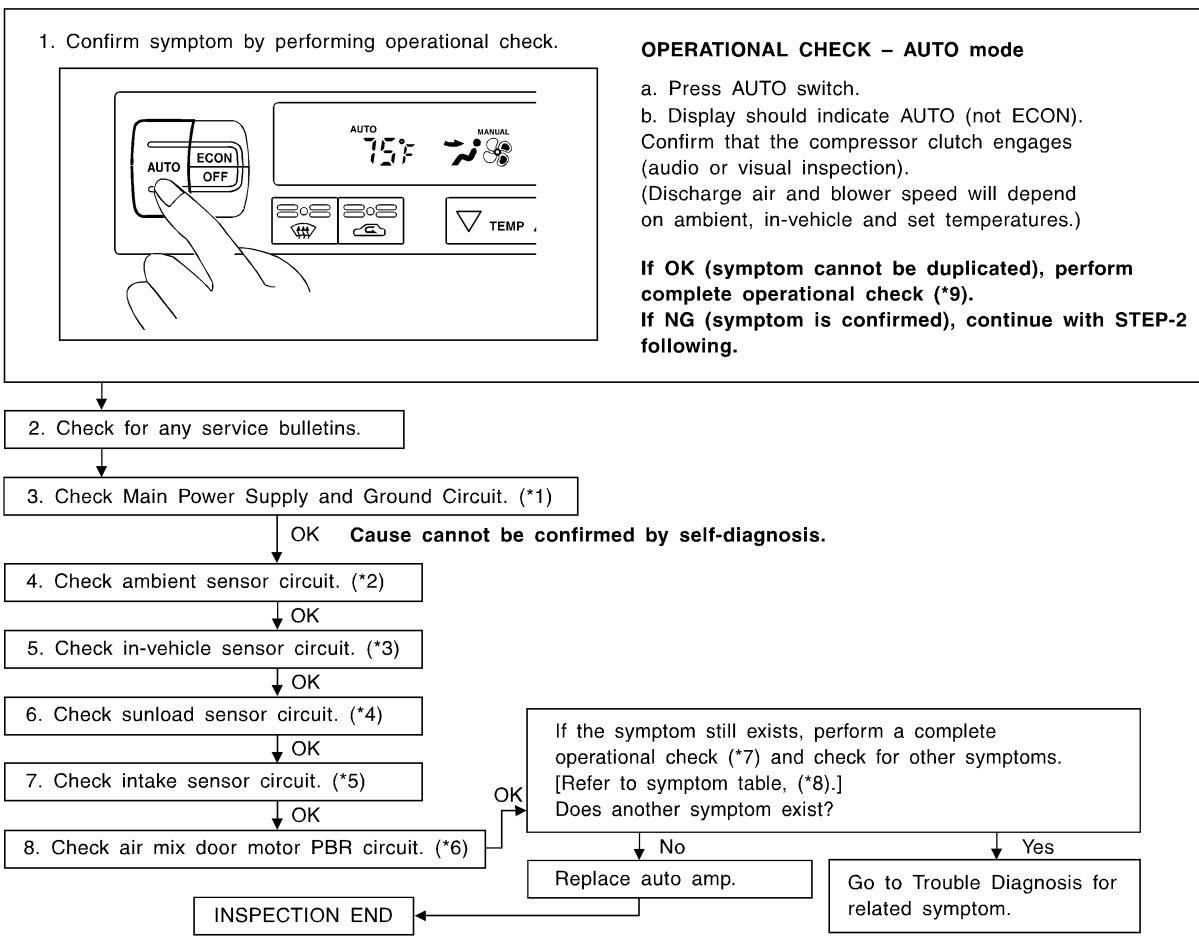 1. Confirm symptom by performing operational check.
AUTO
ECON
OFF
AUTO
75°F
MANUAL
TEMP
OPERATIONAL CHECK – AUTO mode
a. Press AUTO switch.
b. Display should indicate AUTO (not ECON).
Confirm that the compressor clutch engages
(audio or visual inspection).
(Discharge air and blower speed will depend
on ambient, in-vehicle and set temperatures.)
If OK (symptom cannot be duplicated), perform
complete operational check (*9).
If NG (symptom is confirmed), continue with STEP-2
following.
2. Check for any service bulletins.
3. Check Main Power Supply and Ground Circuit. (*1)
OK
Cause cannot be confirmed by self-diagnosis.
4. Check ambient sensor circuit. (*2)
OK
5. Check in-vehicle sensor circuit. (*3)
OK
6. Check sunload sensor circuit. (*4)
OK
7. Check intake sensor circuit. (*5)
OK
8. Check air mix door motor PBR circuit. (*6)
OK
If the symptom still exists, perform a complete
operational check (*7) and check for other symptoms.
[Refer to symptom table, (*8).]
Does another symptom exist?
No
Yes
Replace auto amp.
Go to Trouble Diagnosis for
related symptom.
INSPECTION END